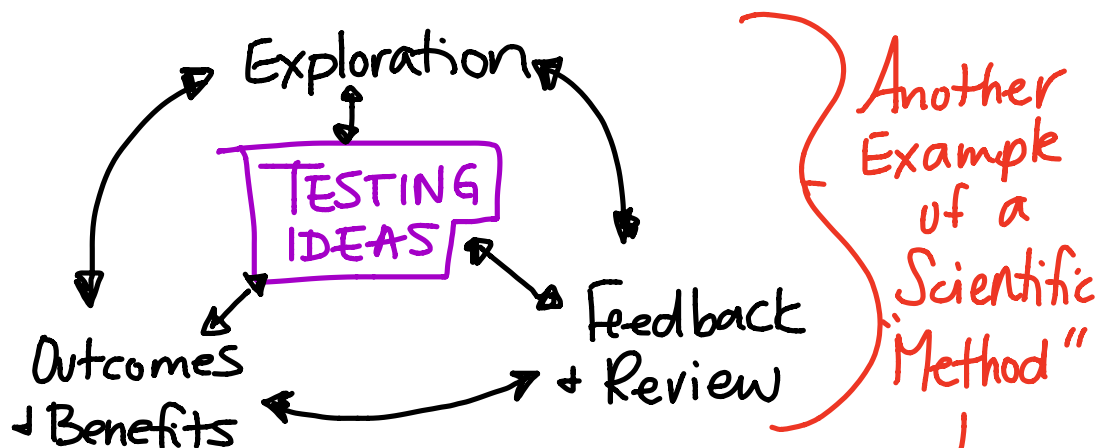 Exploration
TESTING
IDEAS
Outcomes
+ Benefits
Feedback
+ Review
Another
Example
of a
Scientific
"Method"